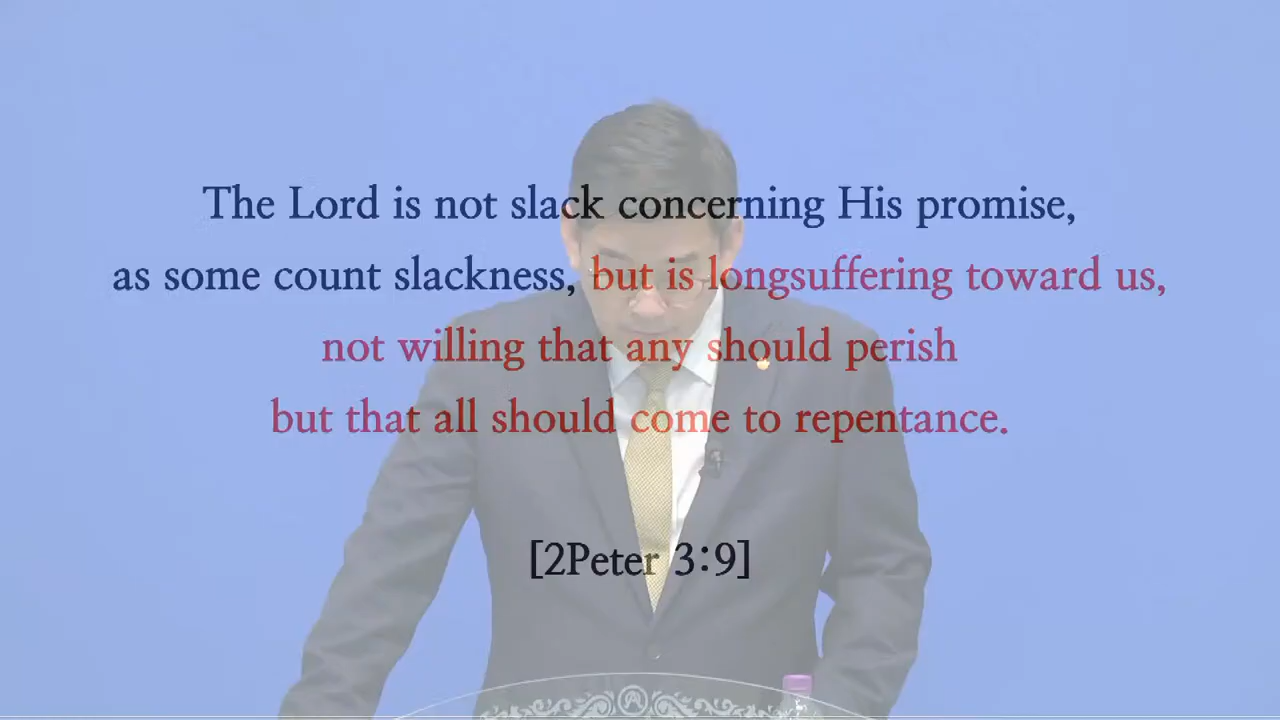 The Lord is not slack concerning His promise,
as some count slackness, but is longsuffering toward us,
not willing that any should perish
but that all should come to repentance.
[2Peter 3:9]